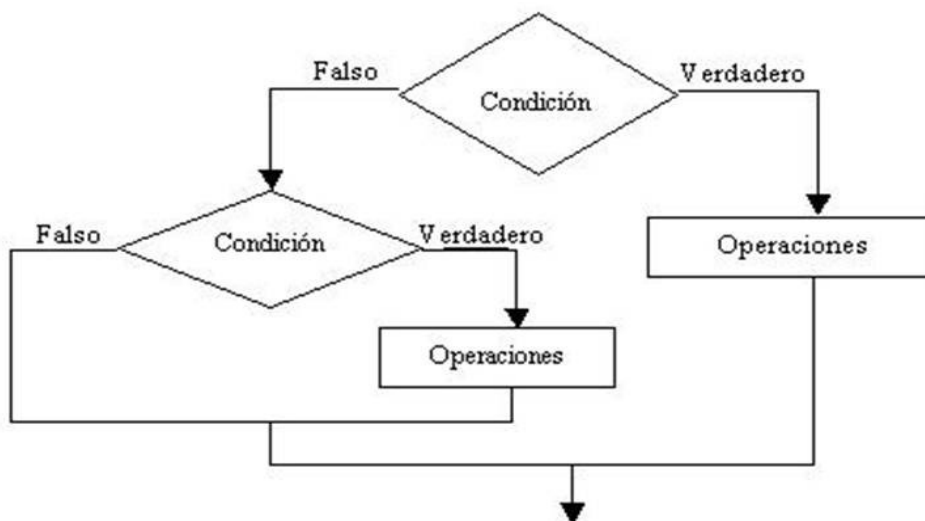 Falso
Verdadero
Condición
Falso
Condición
Verdadero
Operaciones
Operaciones